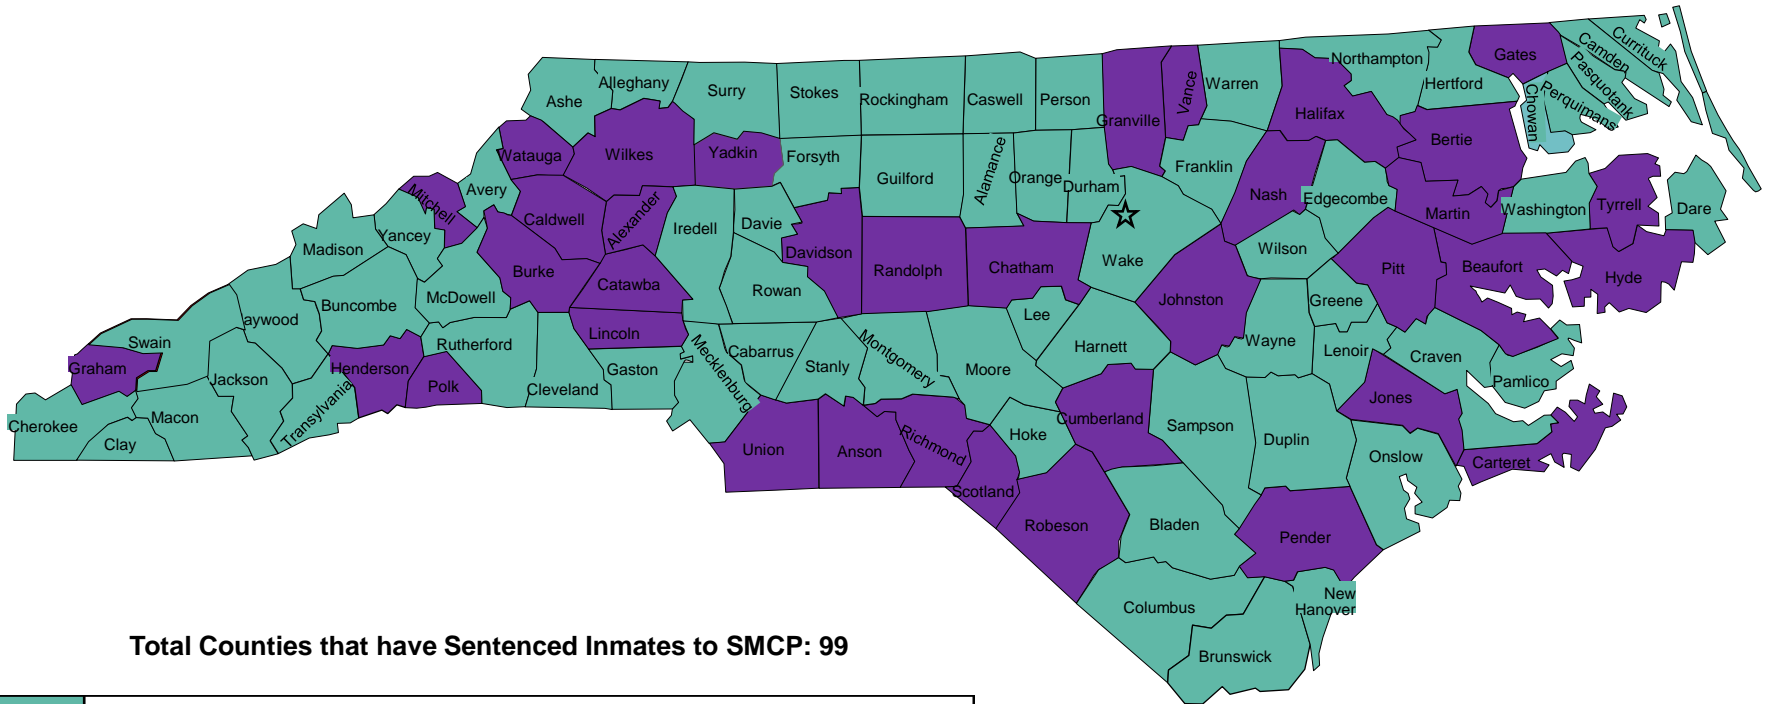 Ashe
Alleghany
Surry
Stokes
Rockingham
Caswell
Person
Granville
Vance
Warren
Halifax
Northampton
Hertford
Gates
Chowan
Perquimans
Pasquotank
Camden
Currituck
Bertie
Watauga
Wilkes
Yadkin
Forsyth
Guilford
Alamance
Orange
Durham
Franklin
Nash
Edgecombe
Martin
Washington
Tyrrell
Dare
Mitchell
Avery
Caldwell
Alexander
Iredell
Davie
Davidson
Randolph
Chatham
Wake
Johnston
Wilson
Pitt
Beaufort
Hyde
Madison
Yancey
Burke
Catawba
Rowan
Lee
Greene
McDowell
Buncombe
aywood
Swain
Graham
Jackson
Henderson
Polk
Rutherford
Lincoln
Cleveland
Gaston
Mecklenburg
Cabarrus
Stanly
Montgomery
Moore
Harnett
Wayne
Lenoir
Craven
Pamlico
Cherokee
Clay
Macon
Transylvania
Union
Anson
Richmond
Scotland
Hoke
Cumberland
Sampson
Duplin
Jones
Onslow
Carteret
Robeson
Bladen
Pender
Columbus
Brunswick
New
Hanover
Total Counties that have Sentenced Inmates to SMCP: 99